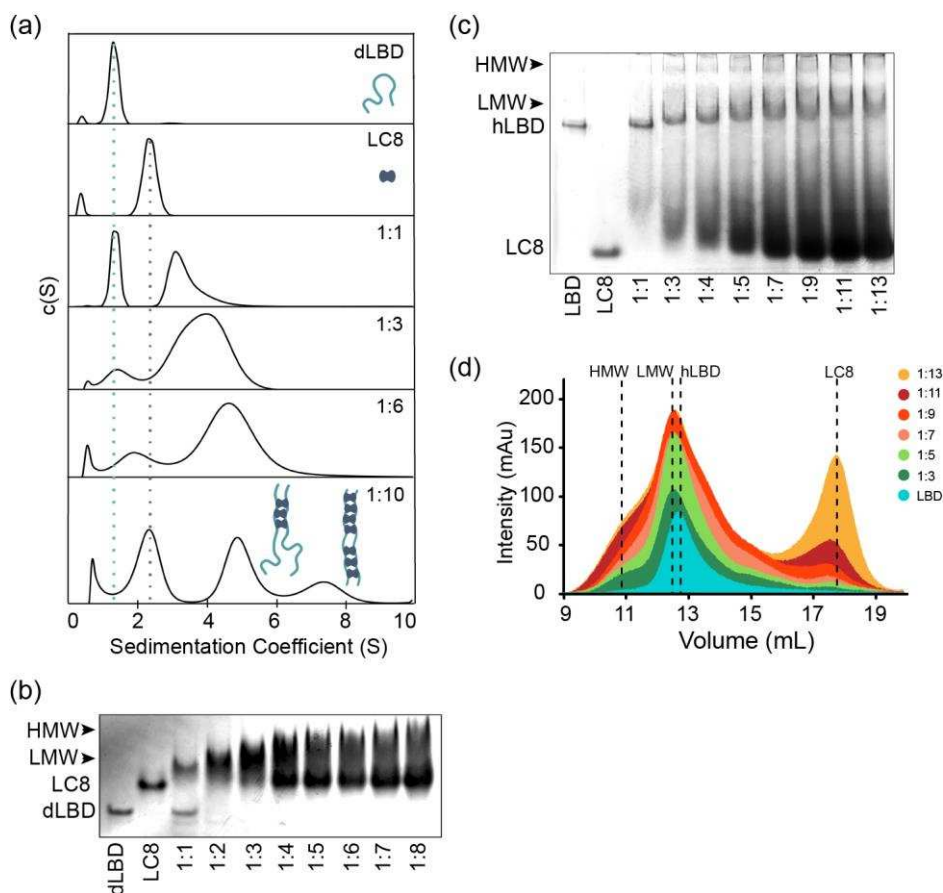 (a)
dLBD
LC8
1:1
1:3
1:6
1:10
c(S)
0 2 4 6 8 10
Sedimentation Coefficient (S)
(b)
HMW
LMW
LC8
dLBD
dLBD LC8 1:1 1:2 1:3 1:4 1:5 1:6 1:7 1:8
(c)
HMW
LMW
hLBD
LC8
LBD LC8 1:1 1:3 1:4 1:5 1:7 1:9 1:11 1:13
(d)
HMW LMW hLBD LC8
1:13
1:11
1:9
1:7
1:5
1:3
LBD
200
150
100
50
0
Intensity (mAu)
9 11 13 15 17 19
Volume (mL)